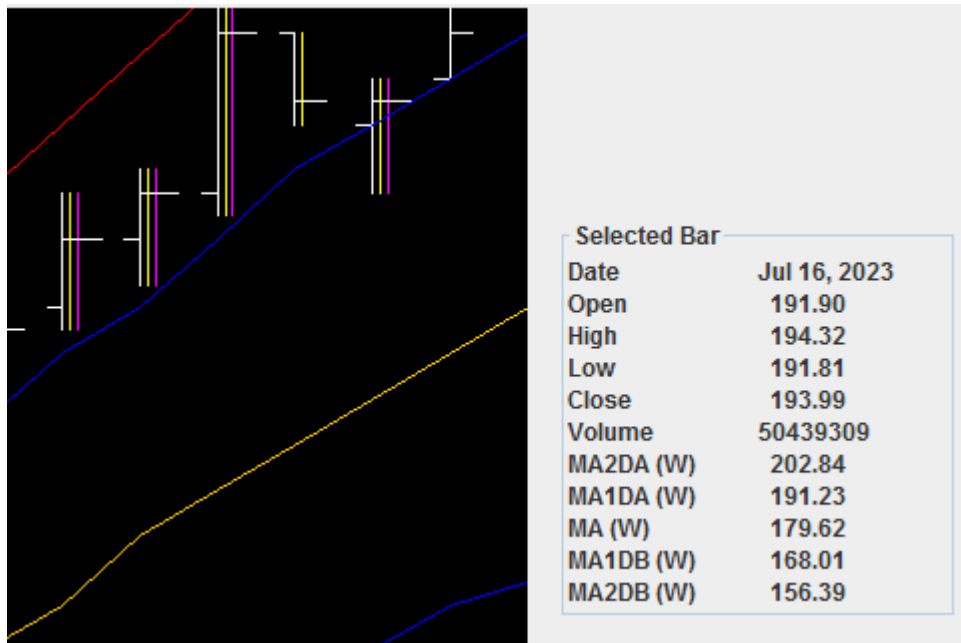 Selected Bar
Date Jul 16, 2023
Open 191.90
High 194.32
Low 191.81
Close 193.99
Volume 50439309
MA2DA (W) 202.84
MA1DA (W) 191.23
MA (W) 179.62
MA1DB (W) 168.01
MA2DB (W) 156.39